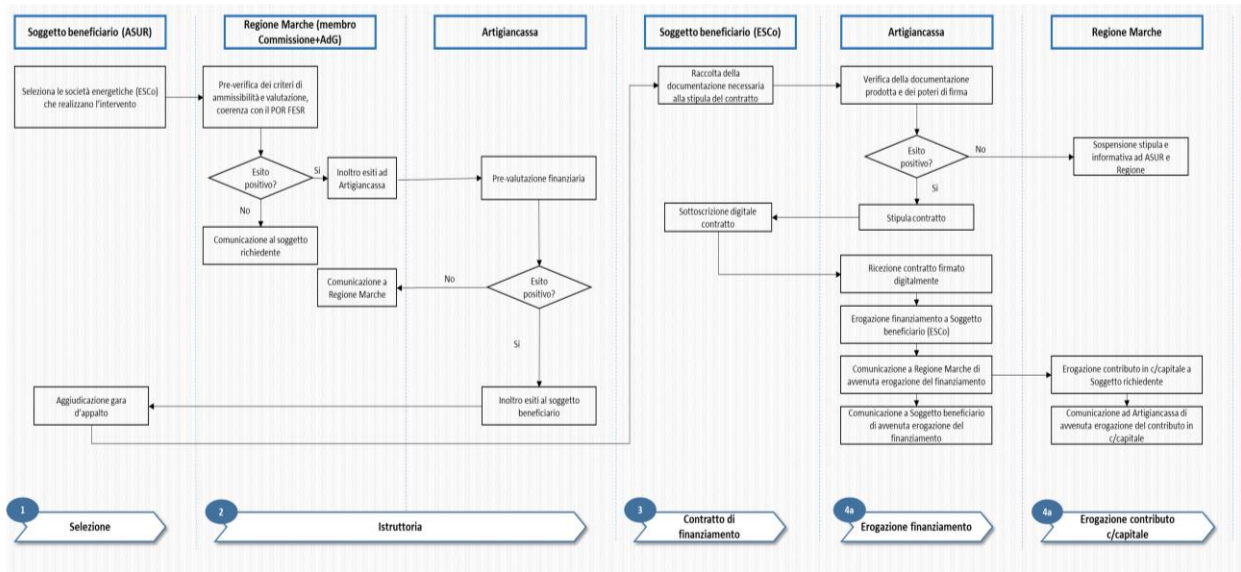 Soggetto beneficiario (ASUR)
Regione Marche (membro
Commissione+AdG)
Artigiancassa
Soggetto beneficiario (ESCo)
Artigiancassa
Regione Marche
Seleziona le società energetiche (ESCo)
che realizzano l'intervento
Pre-verifica dei criteri di
ammissibilità e valutazione,
coerenza con il POR FESR
Esito
positivo?
Si
No
Inoltro esiti ad
Artigiancassa
Comunicazione al soggetto
richiedente
Pre-valutazione finanziaria
Esito
positivo?
No
Si
Comunicazione a
Regione Marche
Inoltro esiti al soggetto
beneficiario
Aggiudicazione gara
d'appalto
Raccolta della
documentazione necessaria
alla stipula del contratto
Verifica della documentazione
prodotta e dei poteri di firma
Esito
positivo?
No
Si
Sospensione stipula e
informativa ad ASUR e
Regione
Stipula contratto
Sottoscrizione digitale
contratto
Ricezione contratto firmato
digitalmente
Erogazione finanziamento a Soggetto
beneficiario (ESCo)
Comunicazione a Regione Marche di
avvenuta erogazione del finanziamento
Comunicazione a Soggetto beneficiario
di avvenuta erogazione del
finanziamento
Erogazione contributo in c/capitale a
Soggetto richiedente
Comunicazione ad Artigiancassa di
avvenuta erogazione del contributo in
c/capitale
1
Selezione
2
Istruttoria
3
Contratto di
finanziamento
4a
Erogazione finanziamento
4a
Erogazione contributo
c/capitale